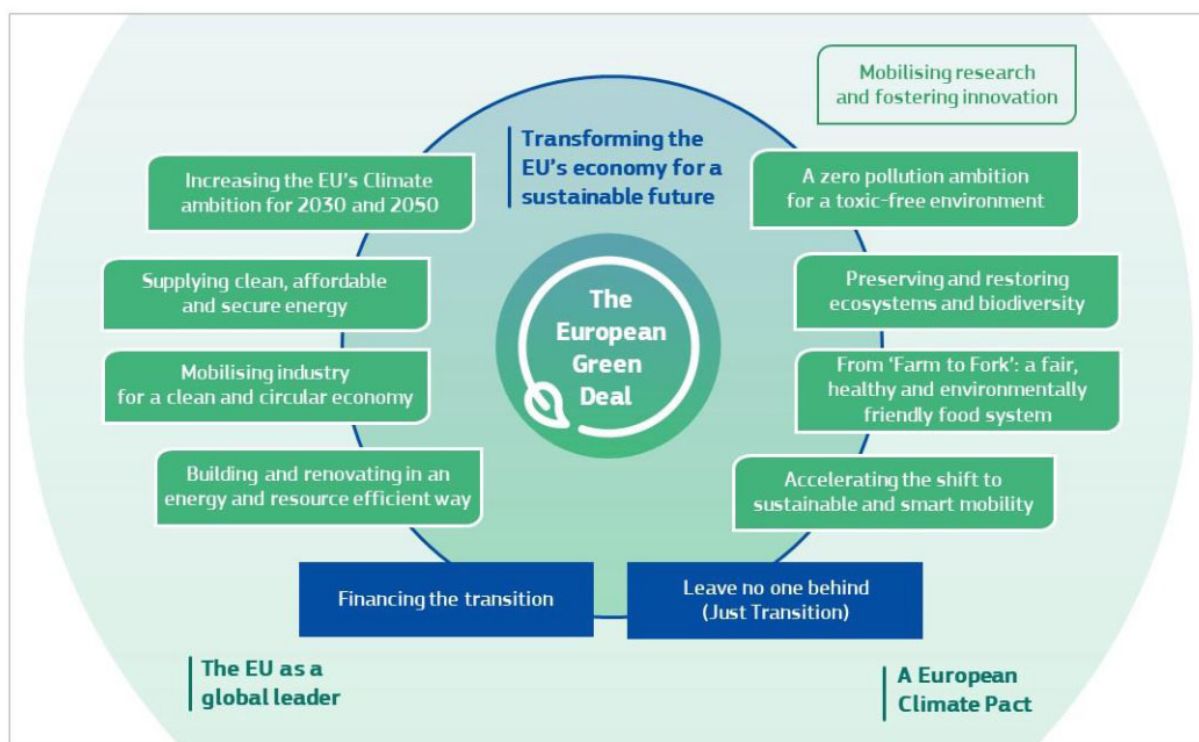 Mobilising research
and fostering innovation
Transforming the
EU's economy for a
sustainable future
Increasing the EU's Climate
ambition for 2030 and 2050
A zero pollution ambition
for a toxic-free environment
Supplying clean, affordable
and secure energy
Preserving and restoring
ecosystems and biodiversity
The
European
Green
Deal
Mobilising industry
for a clean and circular economy
From ‘Farm to Fork’: a fair,
healthy and environmentally
friendly food system
Building and renovating in an
energy and resource efficient way
Accelerating the shift to
sustainable and smart mobility
Financing the transition
Leave no one behind
(Just Transition)
The EU as a
global leader
A European
Climate Pact